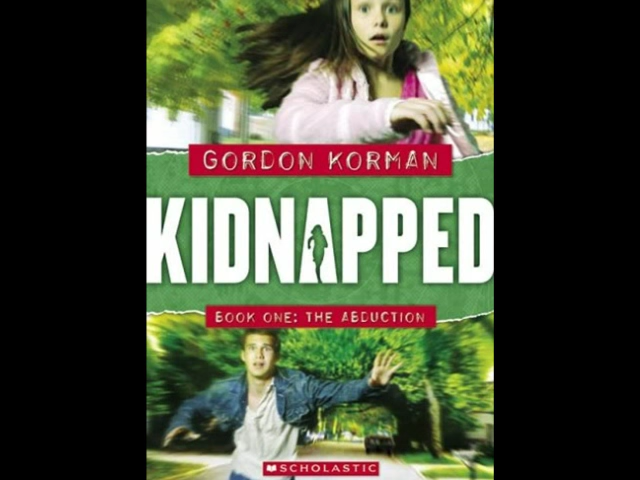 GORDON KORMAN
KIDNAPPED
BOOK ONE: THE ABDUCTION
SCHOLASTIC